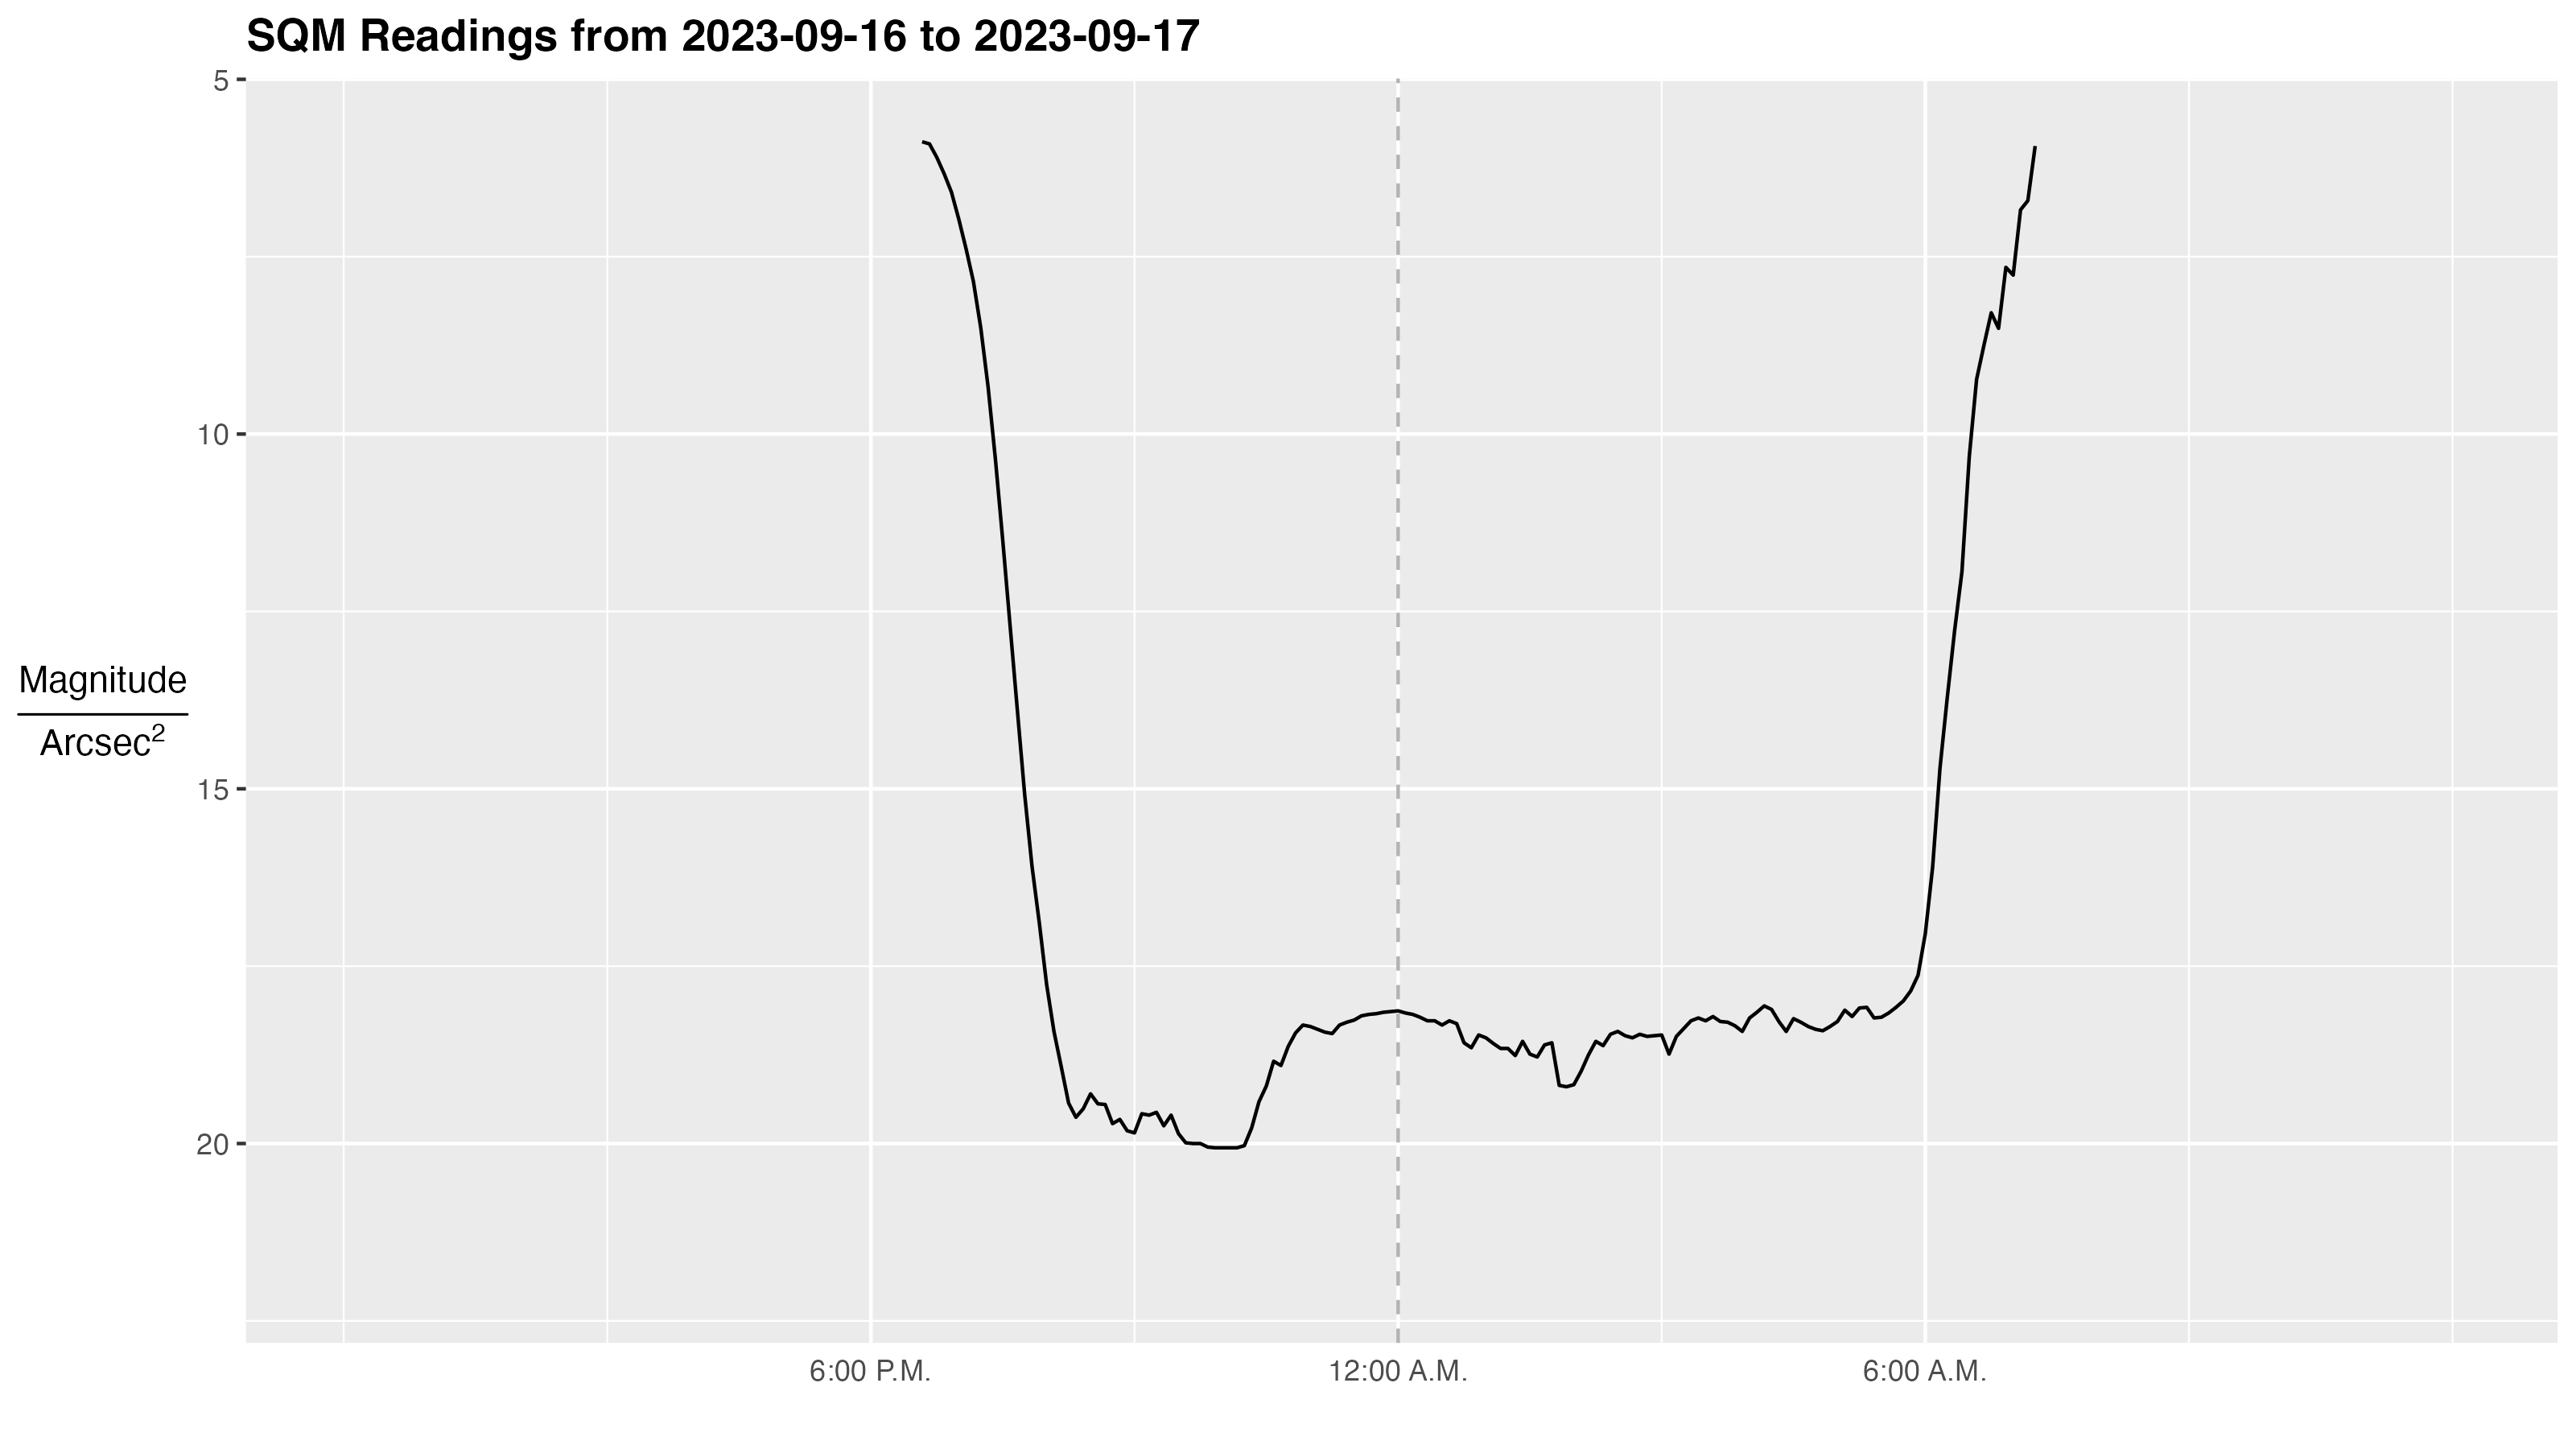 SQM Readings from 2023-09-16 to 2023-09-17
5
10
Magnitude
Arcsec²
15
20
6:00 P.M.
12:00 A.M.
6:00 A.M.